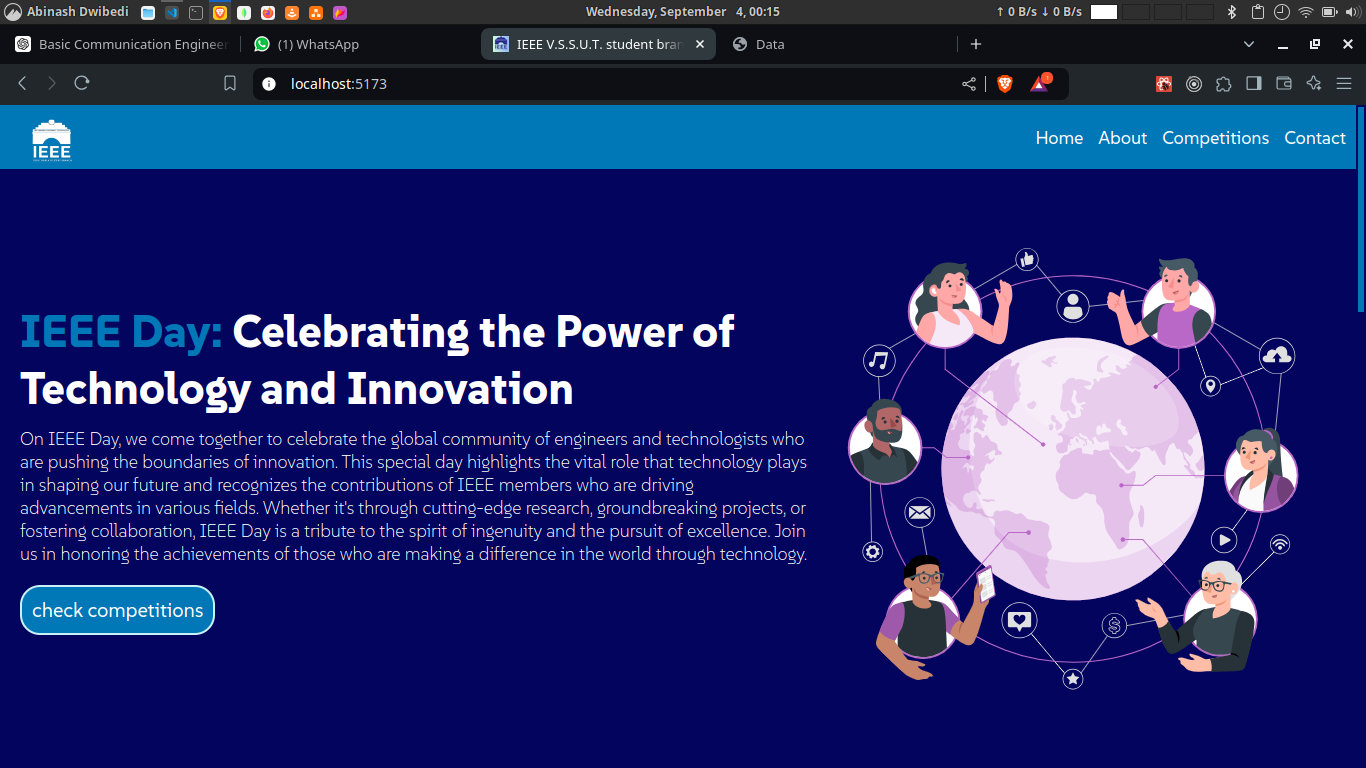 Abinash Dwibedi
Wednesday, September 4, 00:15
↑ 0 B/s ↓ 0 B/s
Basic Communication Engineer
(1) WhatsApp
IEEE V.S.S.U.T. student bran
Data
localhost:5173
1
IEEE
Home About Competitions Contact
IEEE Day: Celebrating the Power of
Technology and Innovation
On IEEE Day, we come together to celebrate the global community of engineers and technologists who
are pushing the boundaries of innovation. This special day highlights the vital role that technology plays
in shaping our future and recognizes the contributions of IEEE members who are driving
advancements in various fields. Whether it's through cutting-edge research, groundbreaking projects, or
fostering collaboration, IEEE Day is a tribute to the spirit of ingenuity and the pursuit of excellence. Join
us in honoring the achievements of those who are making a difference in the world through technology.
check competitions
$